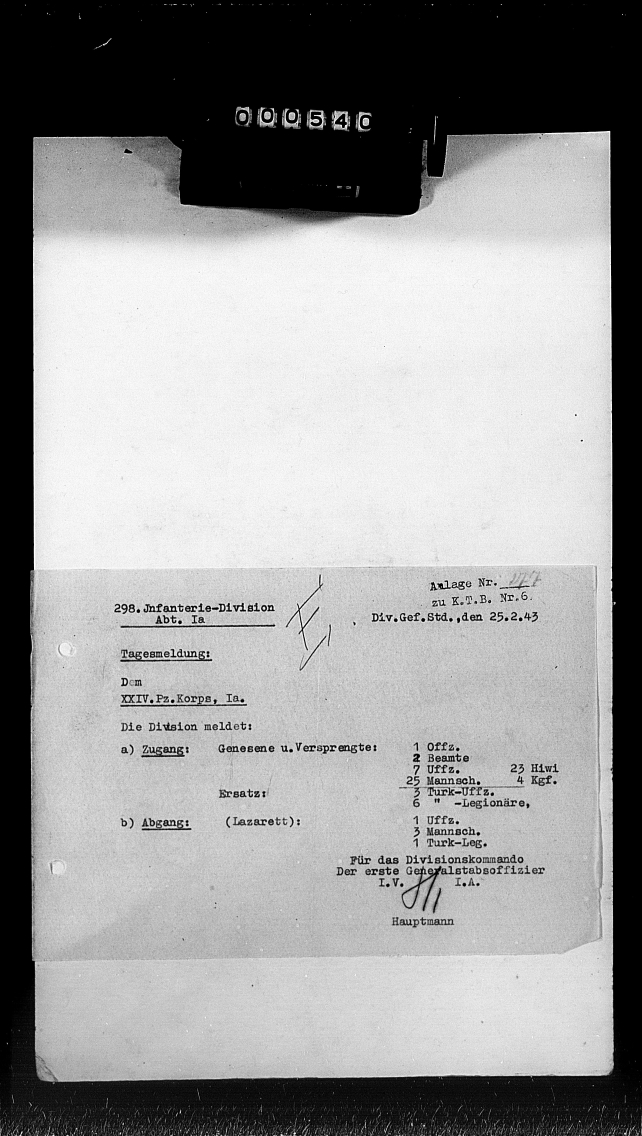 000540
Anlage Nr.
zu K.T.B. Nr.6.
298.Jnfanterie-Division
Abt. Ia
Div.Gef.Std.,den 25.2.43
Tagesmeldung:
Dem
XXIV.Pz.Korps, Ia.
Die Division meldet:
a) Zugang: Genesene u.Versprengte: 1 Offz.
2 Beamte
7 Uffz. 23 Hiwi
25 Mannsch. 4 Kgf.
Ersatz: 3 Turk-Uffz.
6 " -Legionäre,
b) Abgang: (Lazarett): 1 Uffz.
3 Mannsch.
1 Turk-Leg.
Für das Divisionskommando
Der erste Generalstabsoffizier
I.V. I.A.
Hauptmann